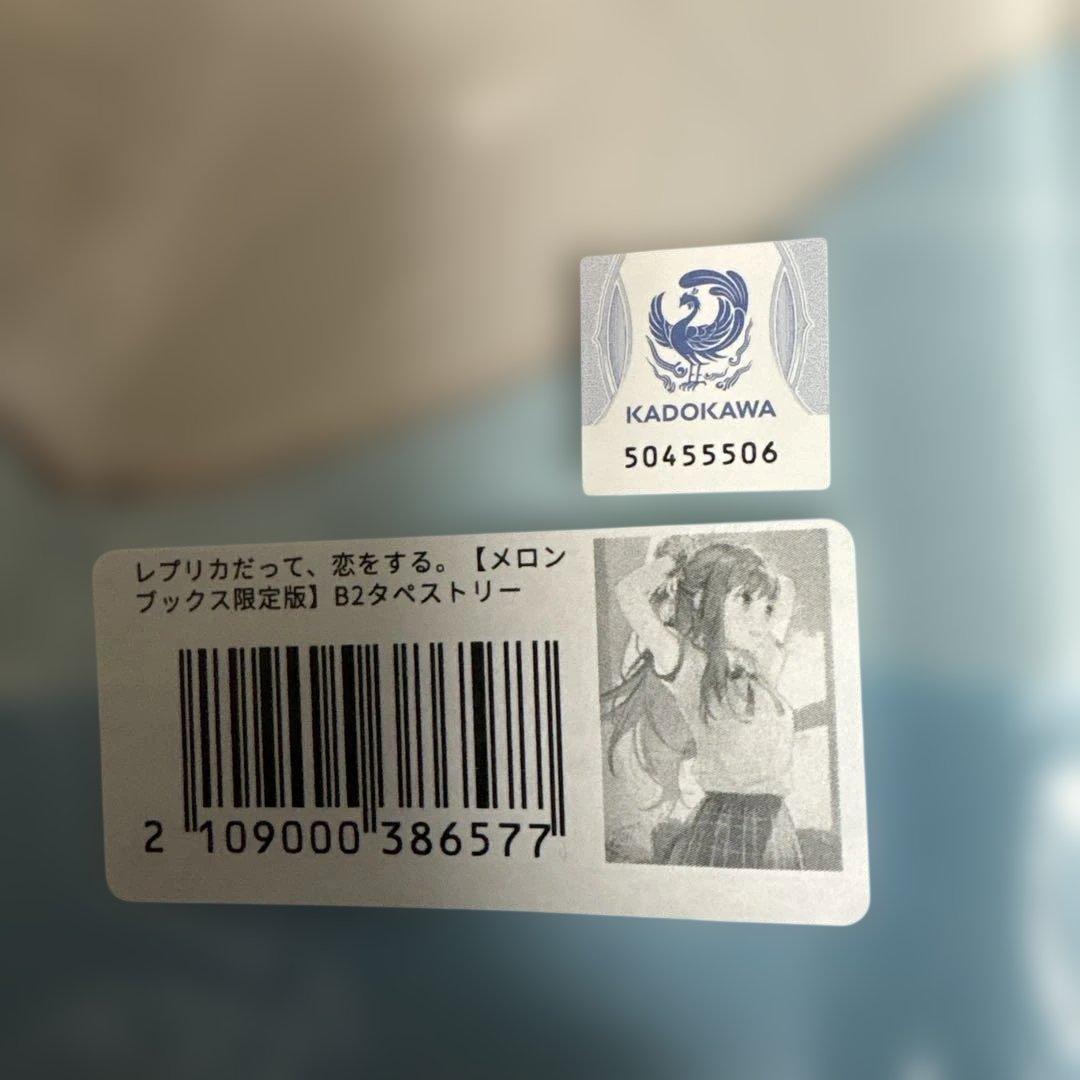 KADOKAWA
50455506
レプリカだって、恋をする。【メロン
ブックス限定版】B2タペストリー
2 109000 386577